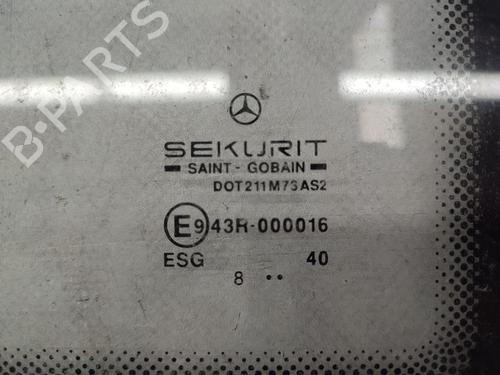 B-PARTS
SEKURIT
SAINT-GOBAIN
DOT211M73AS2
E9 43R-000016
ESG 40
8 ..